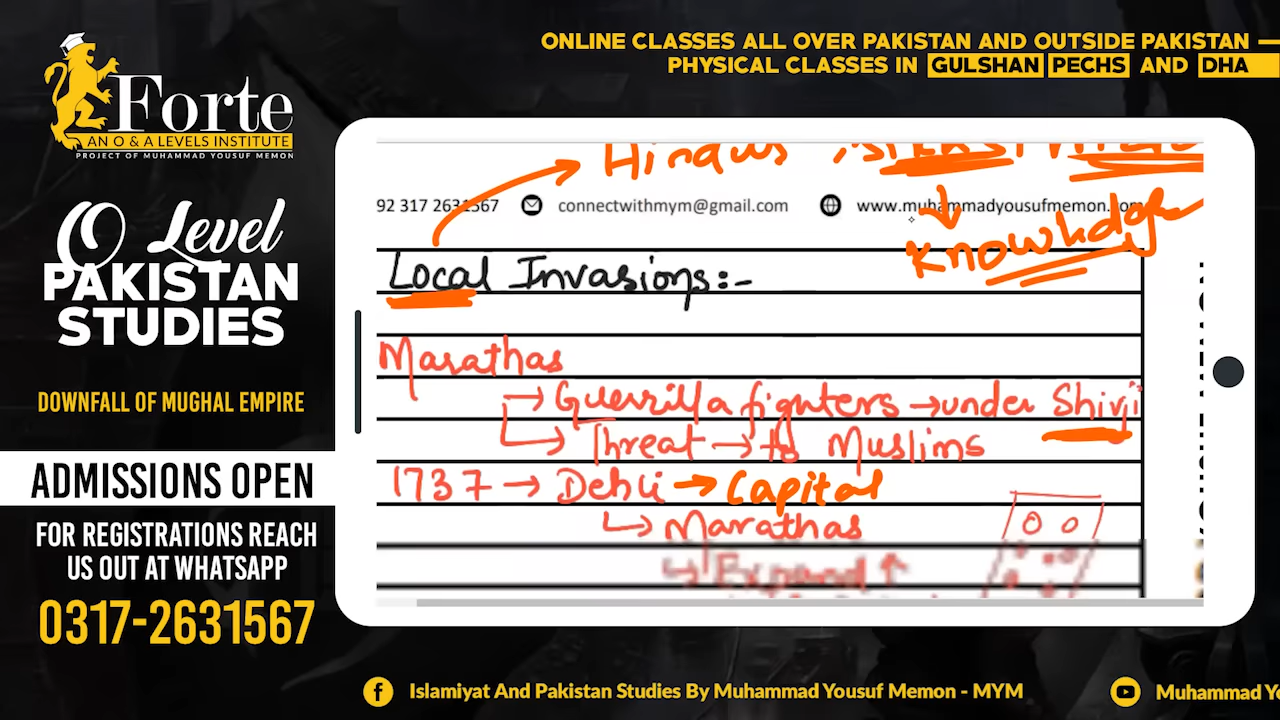 Forte
AN O & A LEVELS INSTITUTE
PROJECT OF MUHAMMAD YOUSUF MEMON
O Level
PAKISTAN
STUDIES
DOWNFALL OF MUGHAL EMPIRE
ADMISSIONS OPEN
FOR REGISTRATIONS REACH
US OUT AT WHATSAPP
0317-2631567
ONLINE CLASSES ALL OVER PAKISTAN AND OUTSIDE PAKISTAN
PHYSICAL CLASSES IN GULSHAN PECHS AND DHA
Hindus
92 317 2631567 connectwithmym@gmail.com www.muhammadyousufmemon.com
Knowledge
Local Invasions:-
Marathas
→ Guerrilla fighters → under Shivji
→ Threat → to Muslims
1737 → Dehli → Capital
↳ Marathas
↳ Expand ↑
Islamiyat And Pakistan Studies By Muhammad Yousuf Memon - MYM
Muhammad Yo